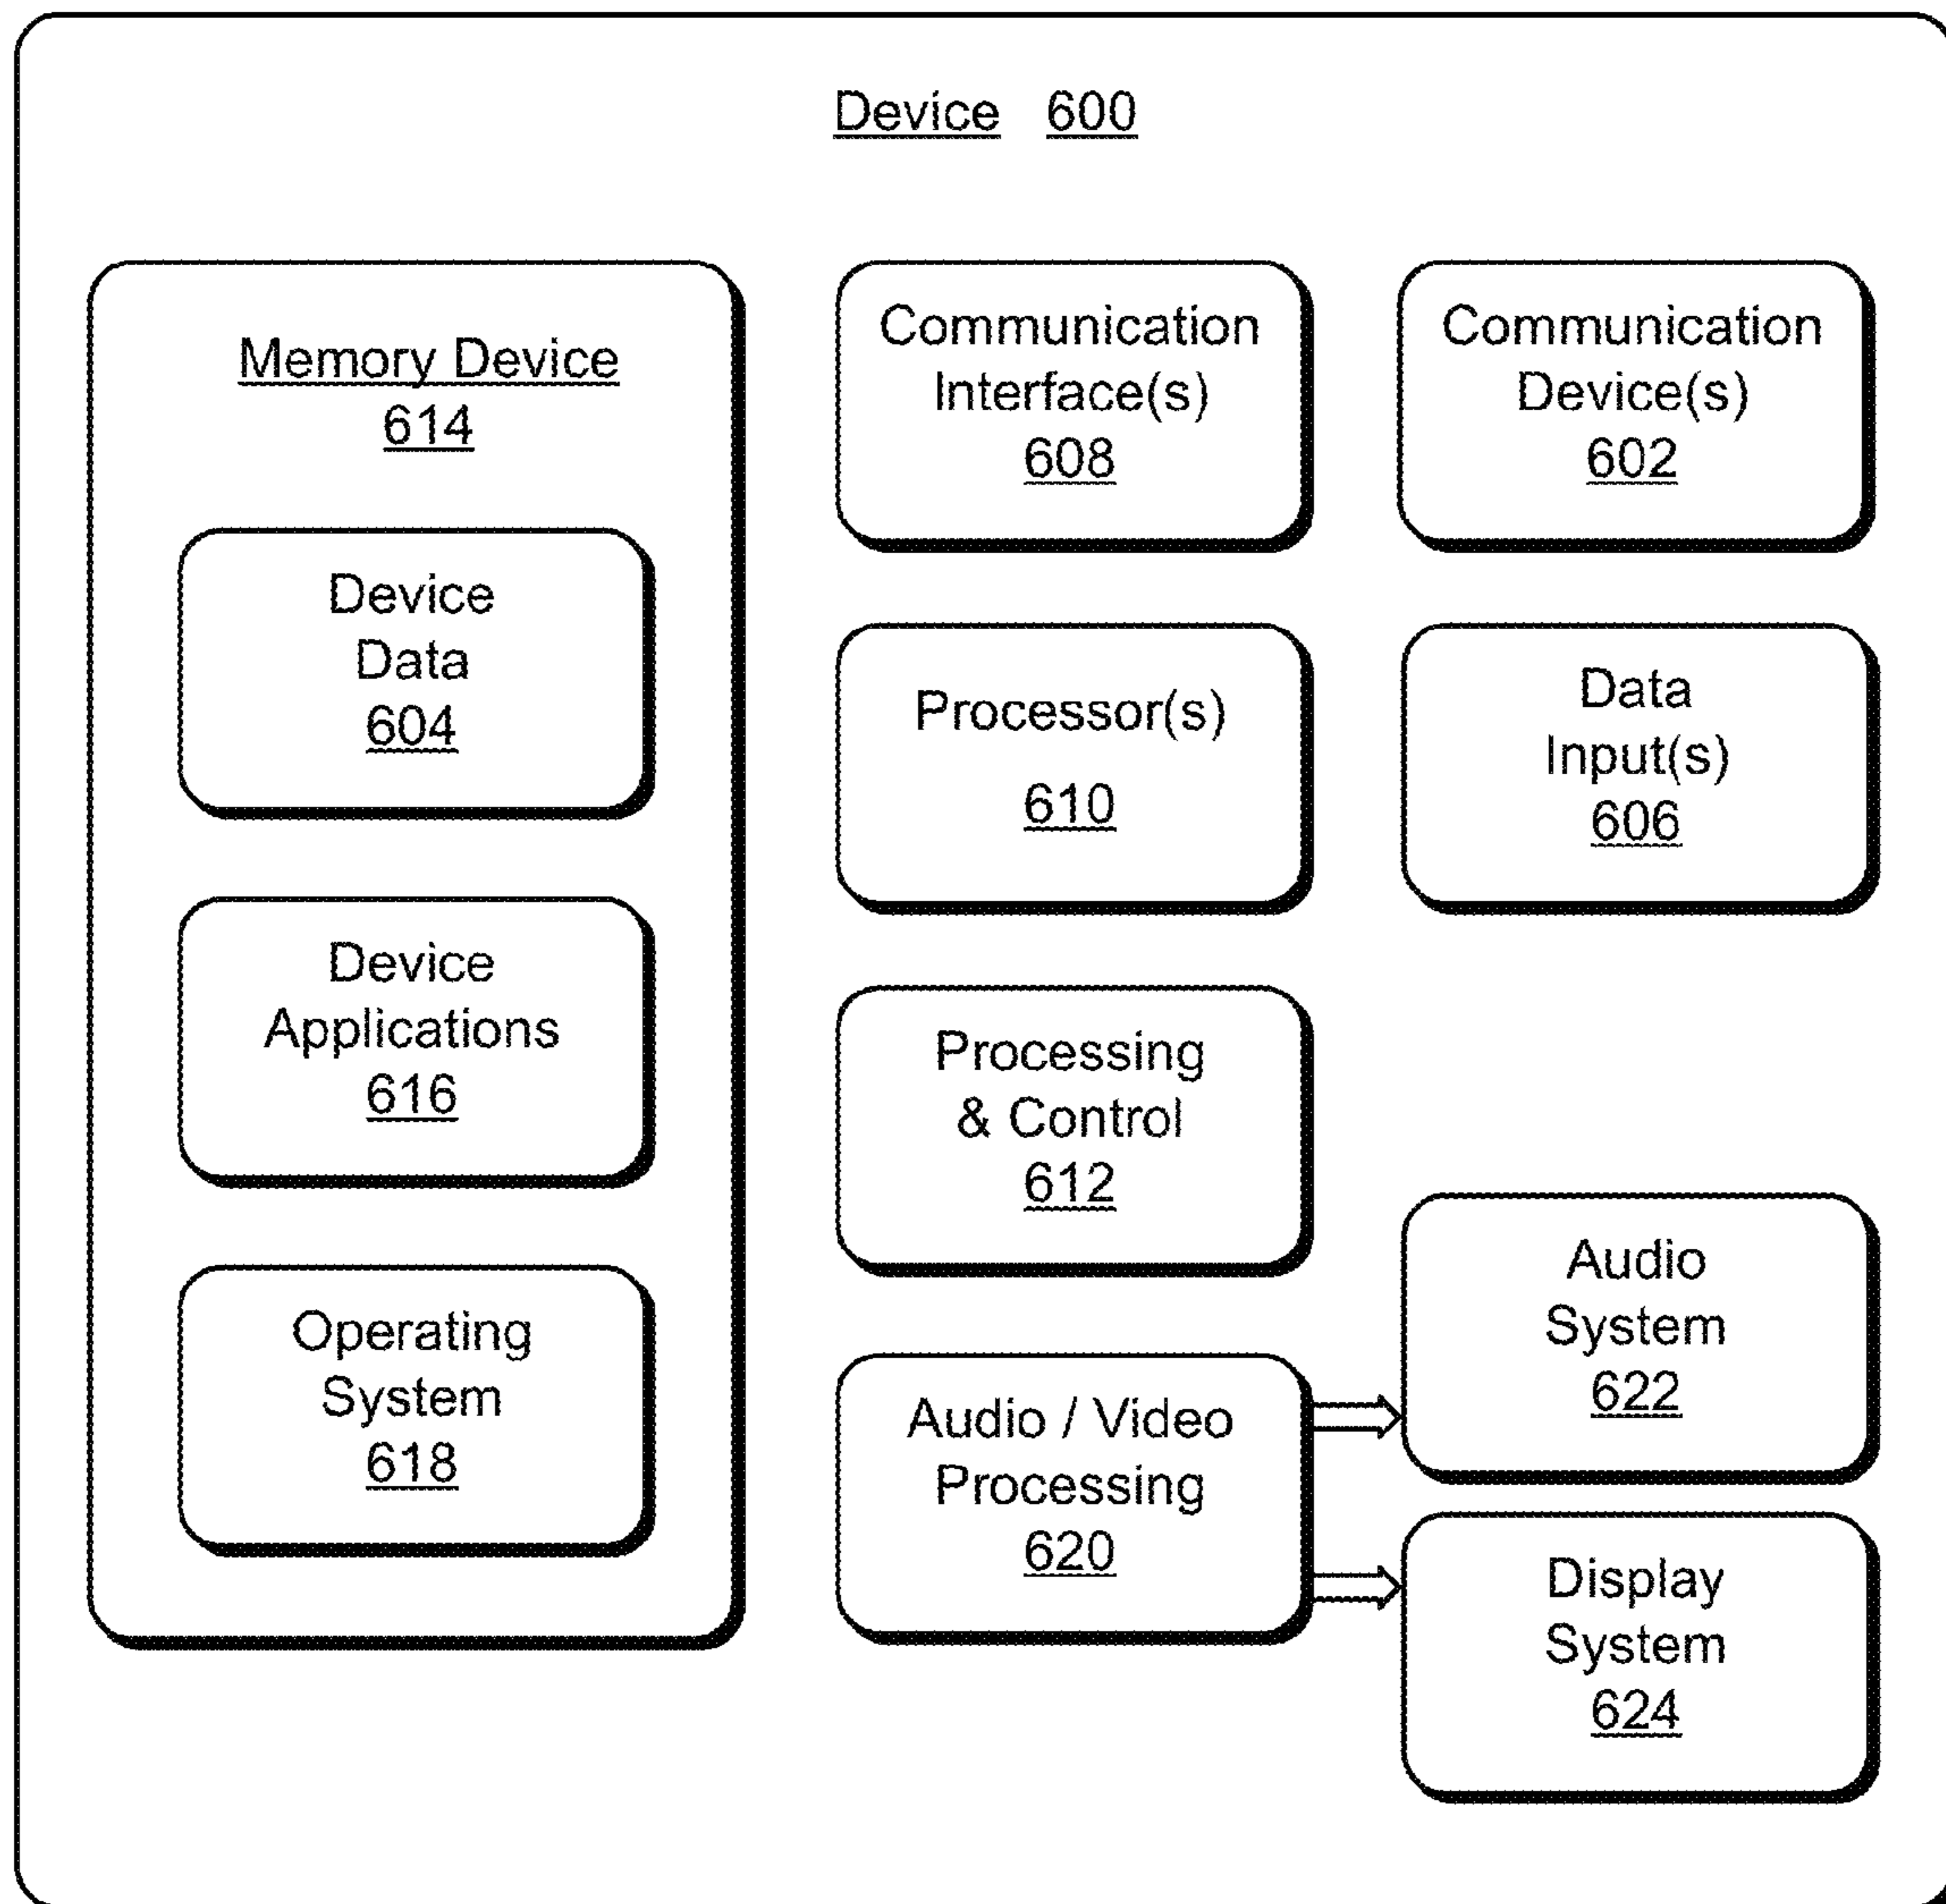 Device 600
Memory Device
614
Device
Data
604
Device
Applications
616
Operating
System
618
Communication
Interface(s)
608
Processor(s)
610
Processing
& Control
612
Audio / Video
Processing
620
Communication
Device(s)
602
Data
Input(s)
606
Audio
System
622
Display
System
624